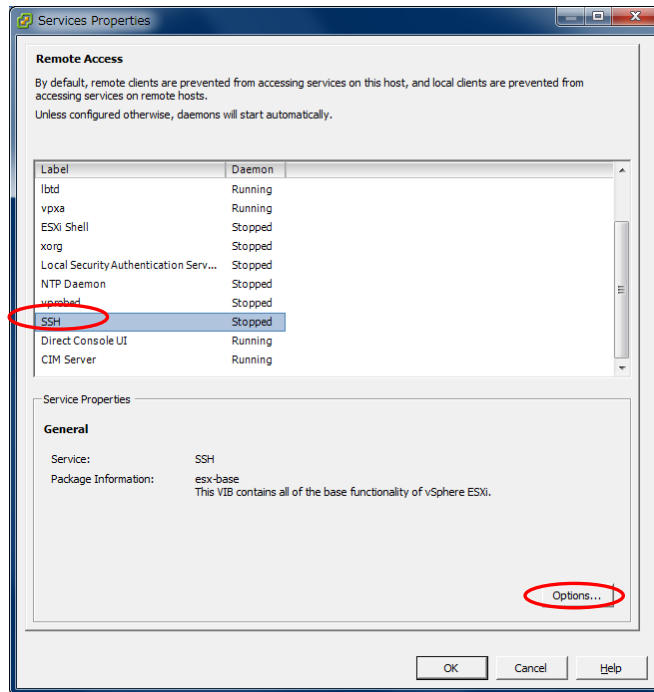 Services Properties
Remote Access
By default, remote clients are prevented from accessing services on this host, and local clients are prevented from
accessing services on remote hosts.
Unless configured otherwise, daemons will start automatically.
Label Daemon
lbtd Running
vpxa Running
ESXi Shell Stopped
xorg Stopped
Local Security Authentication Serv... Stopped
NTP Daemon Stopped
vprobed Stopped
SSH Stopped
Direct Console UI Running
CIM Server Running
Service Properties
General
Service: SSH
Package Information: esx-base
This VIB contains all of the base functionality of vSphere ESXi.
Options...
OK Cancel Help